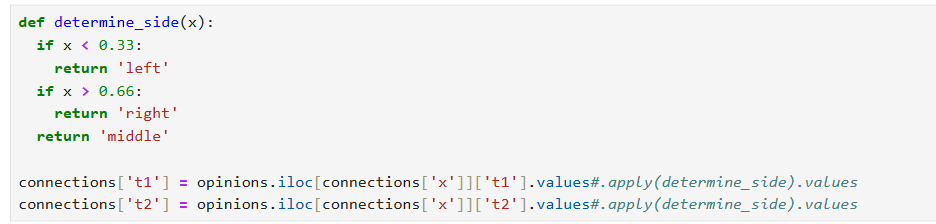 def determine_side(x):
  if x < 0.33:
    return 'left'
  if x > 0.66:
    return 'right'
  return 'middle'

connections['t1'] = opinions.iloc[connections['x']]['t1'].values#.apply(determine_side).values
connections['t2'] = opinions.iloc[connections['x']]['t2'].values#.apply(determine_side).values